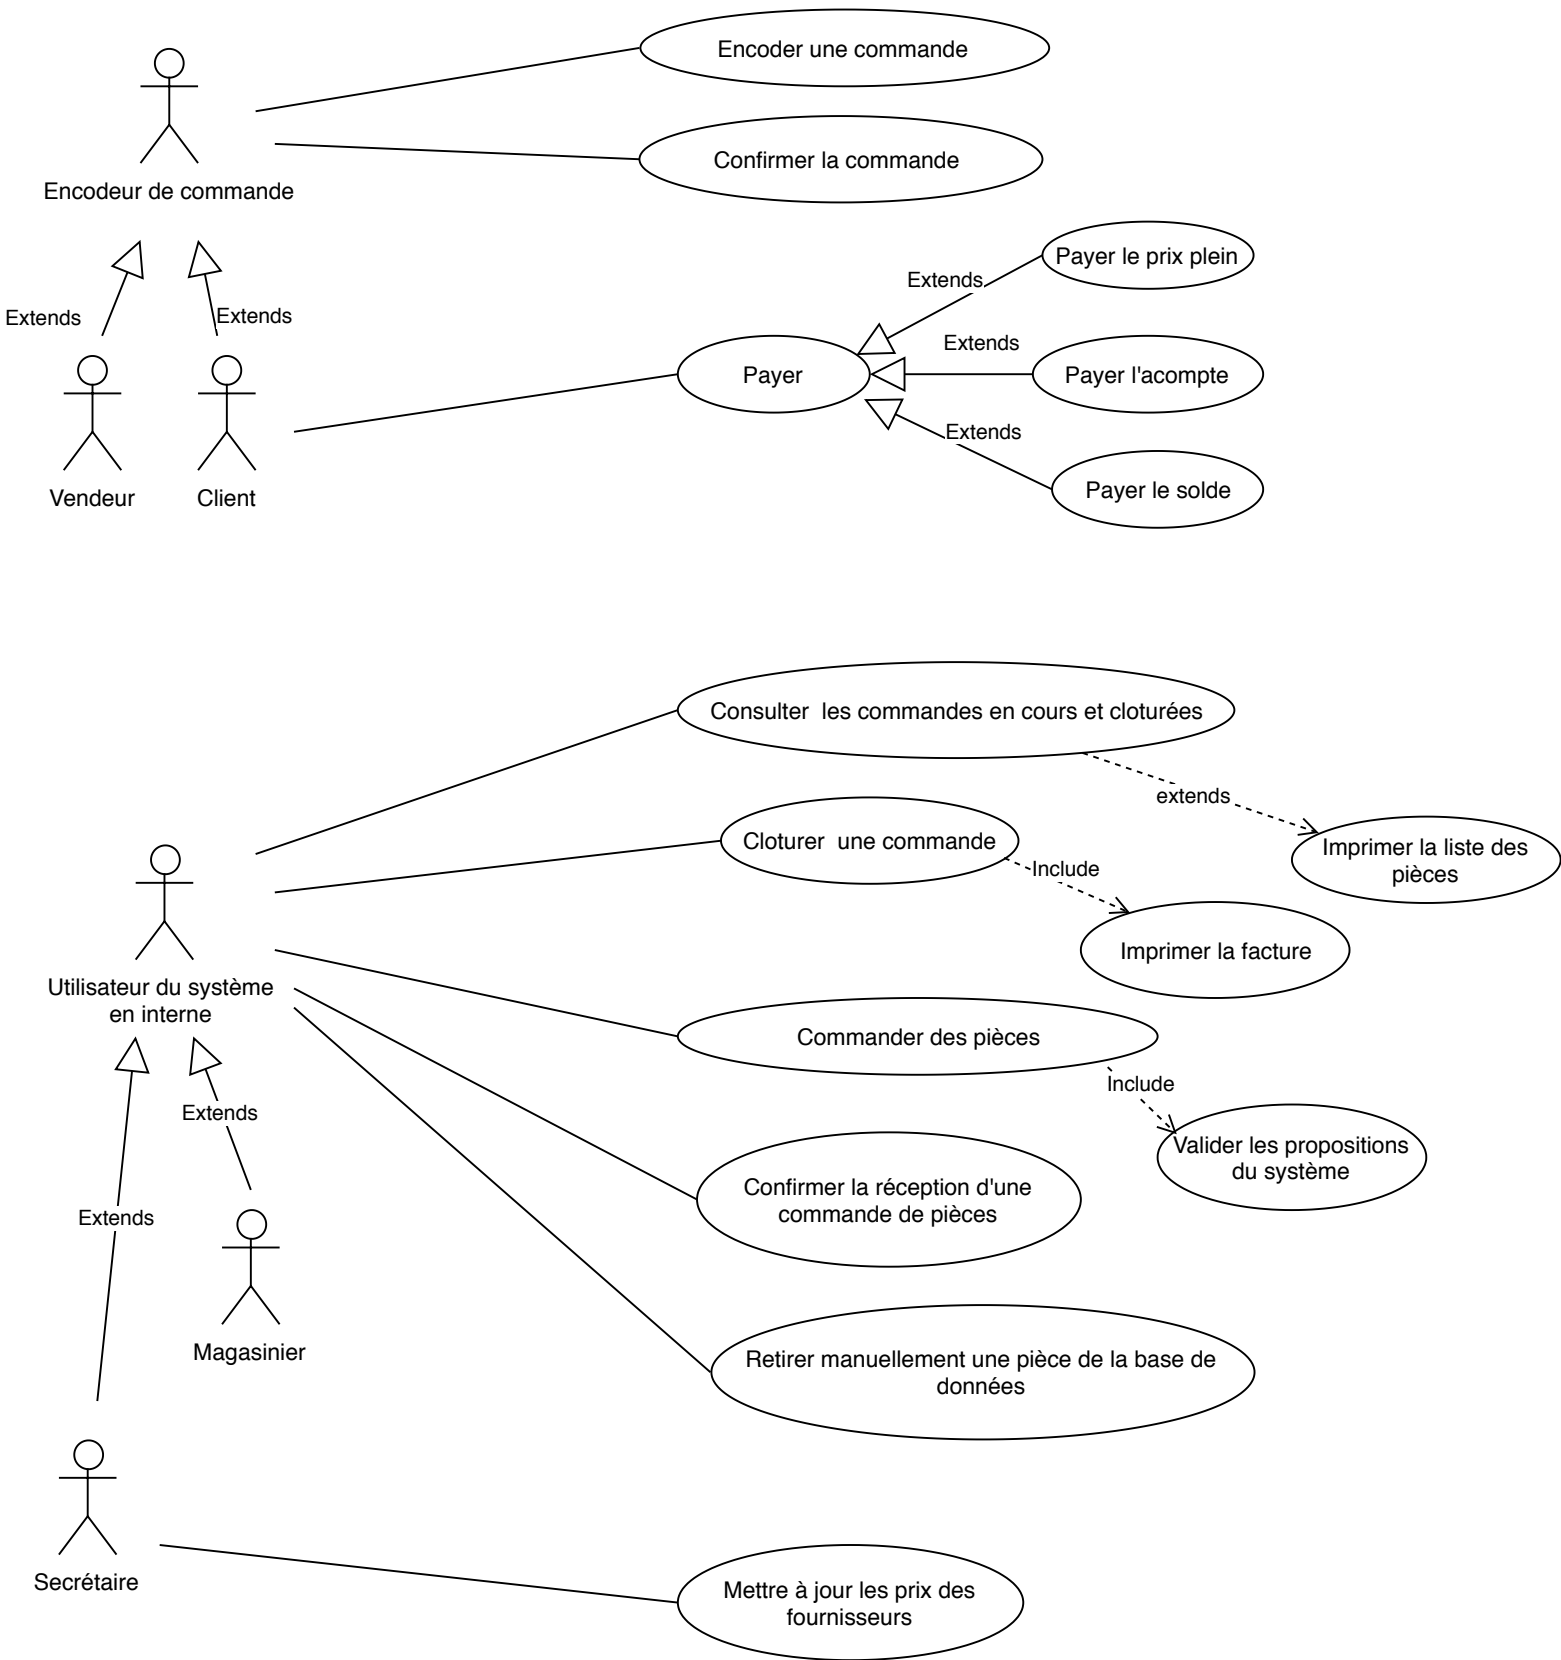 Encoder une commande
Confirmer la commande
Encodeur de commande
Payer le prix plein
Extends
Extends
Extends
Extends
Payer
Payer l'acompte
Extends
Payer le solde
Vendeur
Client
Consulter  les commandes en cours et cloturées
extends
Cloturer  une commande
Include
Imprimer la liste des
pièces
Imprimer la facture
Utilisateur du système
en interne
Commander des pièces
Include
Extends
Valider les propositions
du système
Confirmer la réception d'une
commande de pièces
Extends
Magasinier
Retirer manuellement une pièce de la base de
données
Secrétaire
Mettre à jour les prix des
fournisseurs